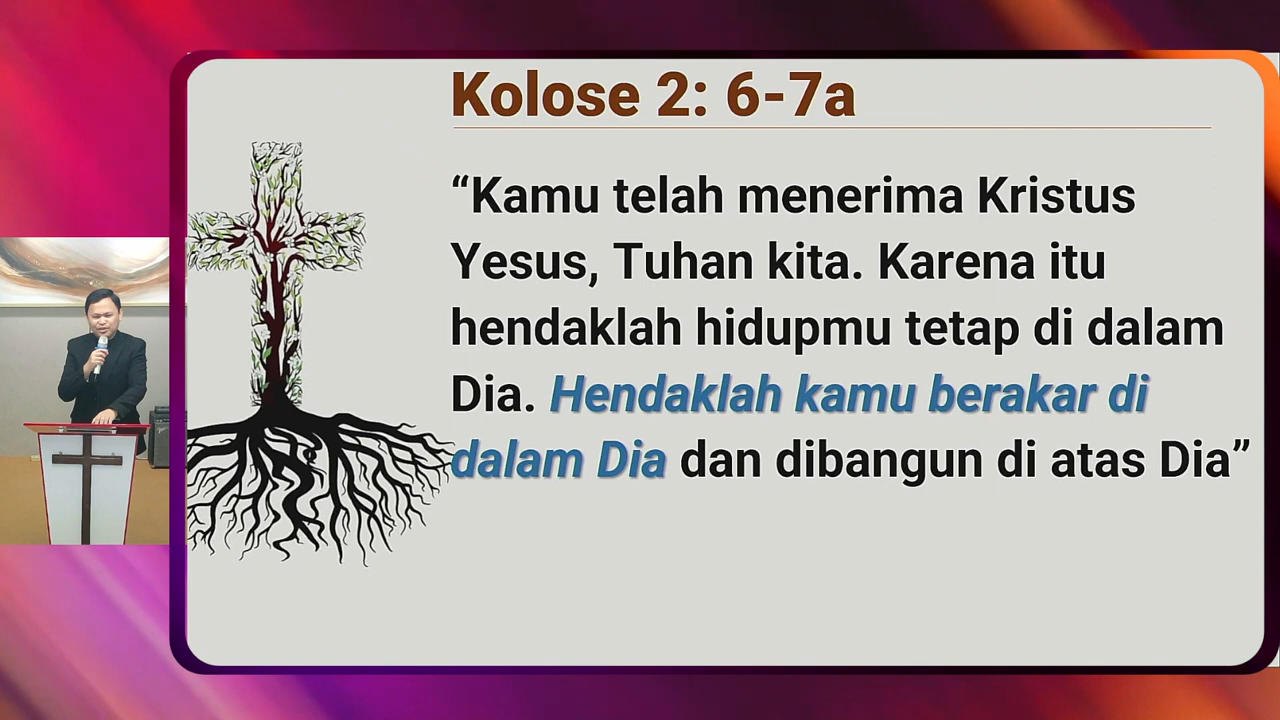 Kolose 2: 6-7a
“Kamu telah menerima Kristus
Yesus, Tuhan kita. Karena itu
hendaklah hidupmu tetap di dalam
Dia. Hendaklah kamu berakar di
dalam Dia dan dibangun di atas Dia”